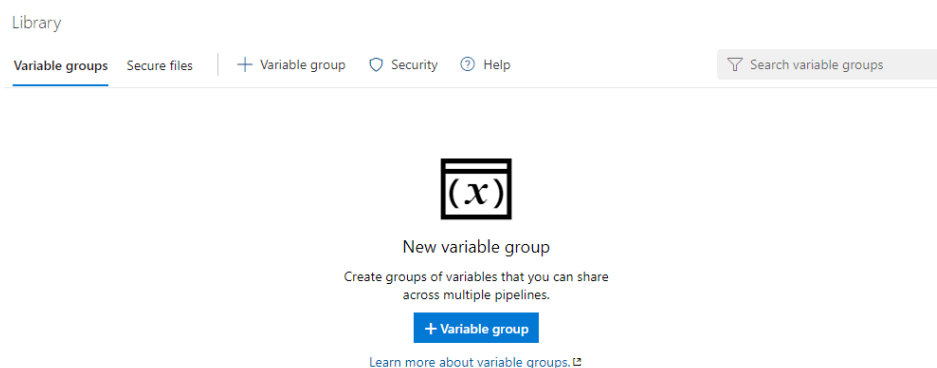 Library
Variable groups Secure files + Variable group Security ? Help Search variable groups
(x)
New variable group
Create groups of variables that you can share
across multiple pipelines.
+ Variable group
Learn more about variable groups.